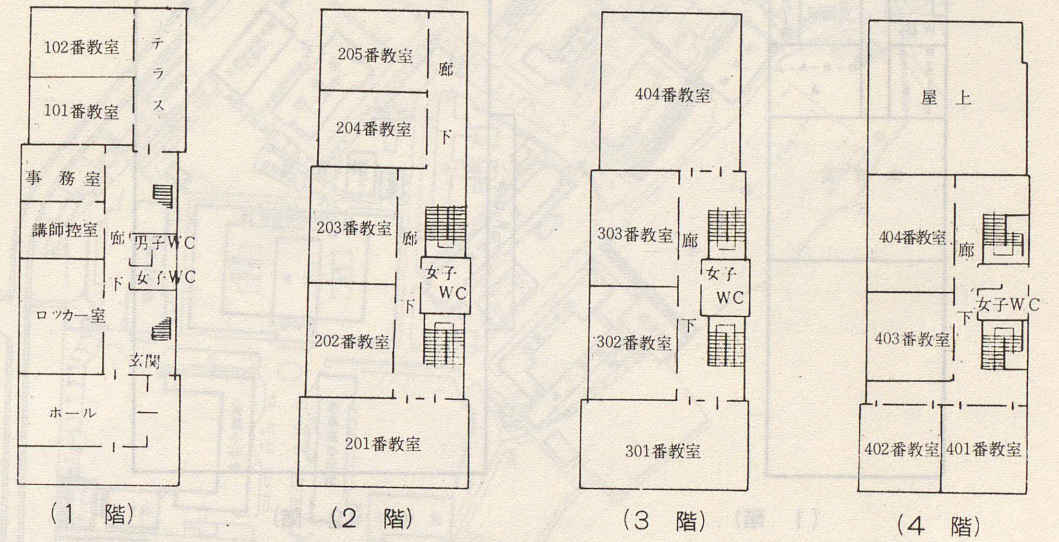 102番教室
テラス
101番教室
事務室
講師控室
廊下
男子WC
女子WC
ロッカー室
玄関
ホール
(1 階)
205番教室
廊下
204番教室
203番教室
廊下
女子
WC
202番教室
201番教室
(2 階)
404番教室
303番教室
廊下
女子
WC
302番教室
301番教室
(3 階)
屋上
404番教室
廊下
女子WC
403番教室
402番教室
401番教室
(4 階)